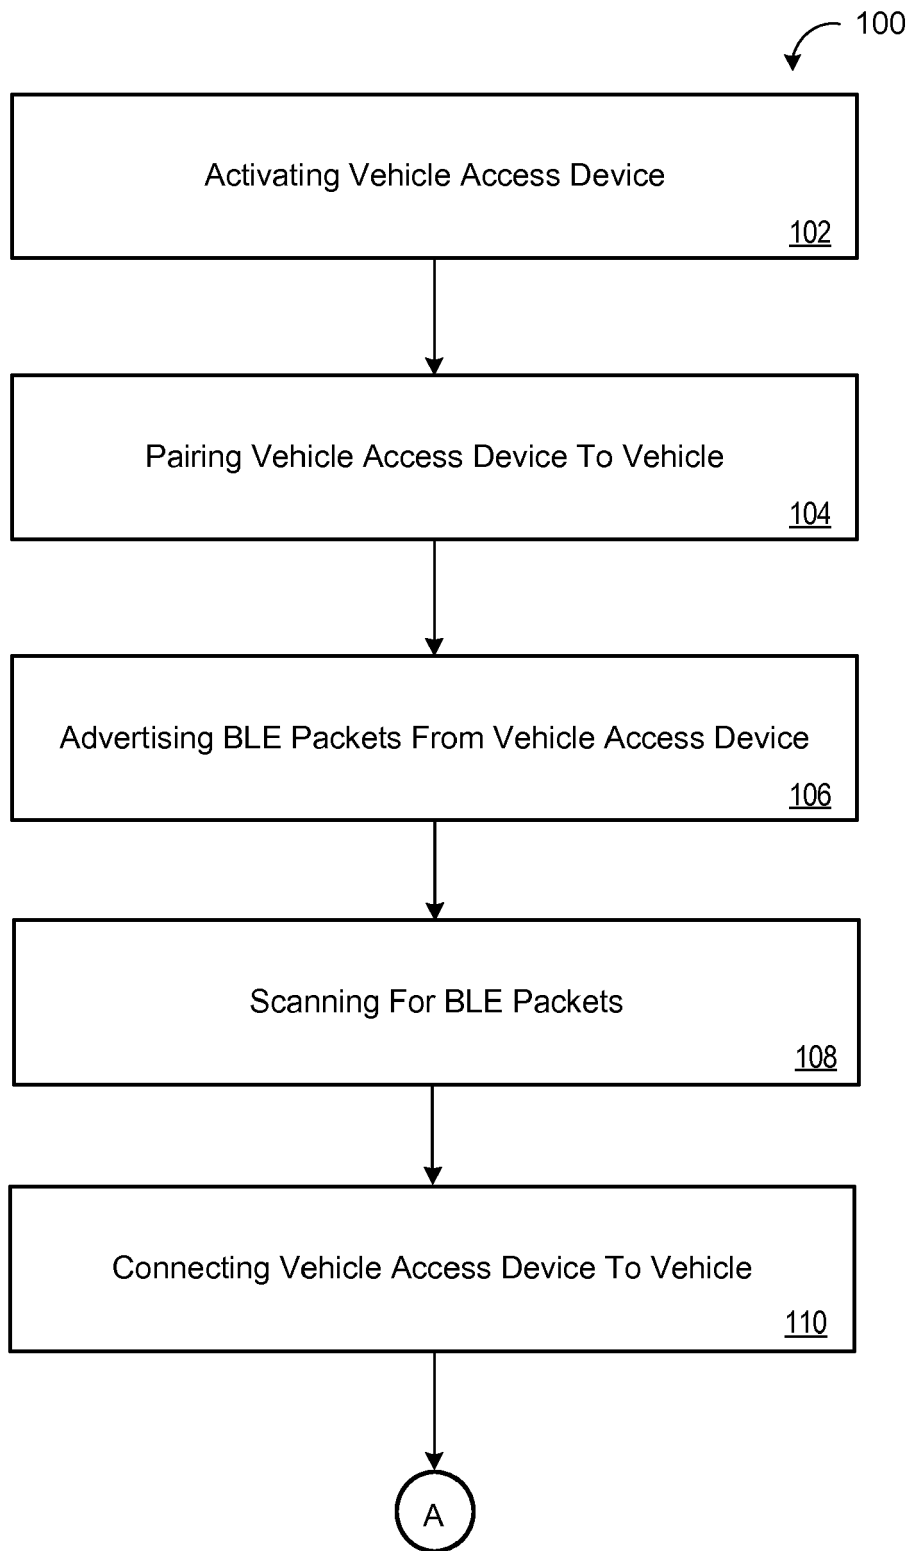 100
Activating Vehicle Access Device
102
Pairing Vehicle Access Device To Vehicle
104
Advertising BLE Packets From Vehicle Access Device
106
Scanning For BLE Packets
108
Connecting Vehicle Access Device To Vehicle
110
A